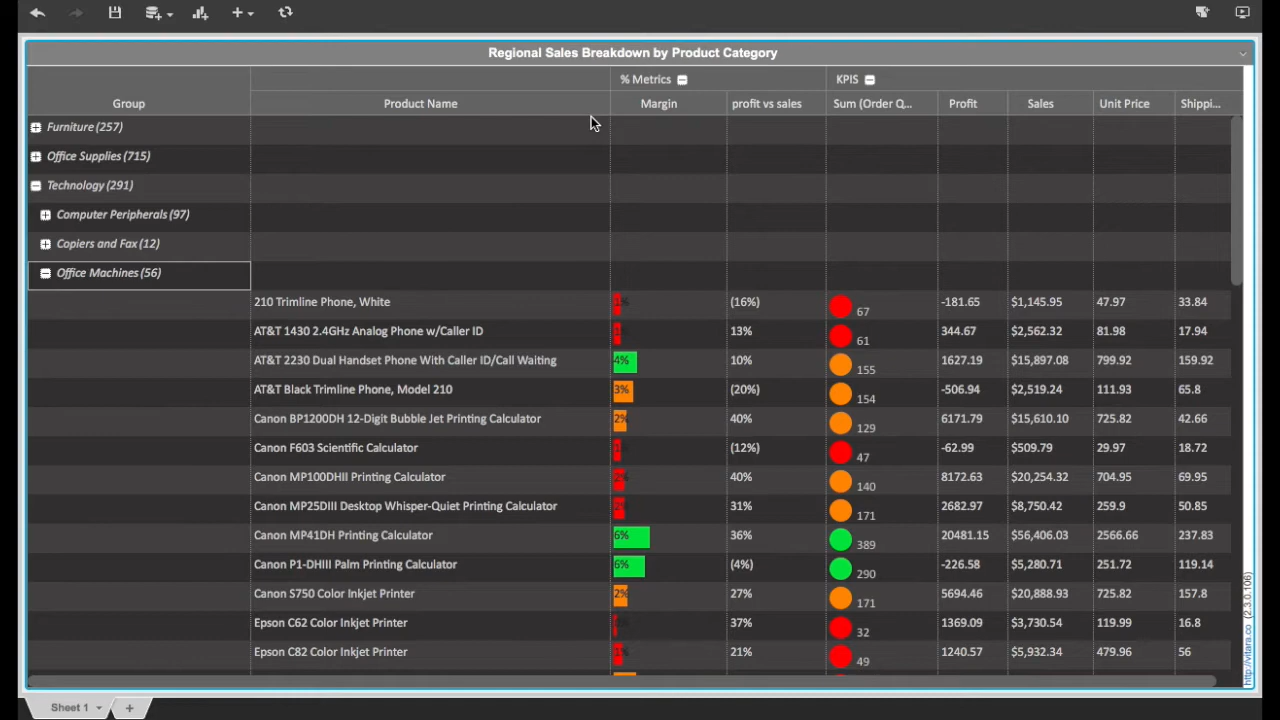 Regional Sales Breakdown by Product Category
% Metrics KPIS
Group Product Name Margin profit vs sales Sum (Order Q... Profit Sales Unit Price Shippi...
Furniture (257)
Office Supplies (715)
Technology (291)
Computer Peripherals (97)
Copiers and Fax (12)
Office Machines (56)
210 Trimline Phone, White 1% (16%) 67 -181.65 $1,145.95 47.97 33.84
AT&T 1430 2.4GHz Analog Phone w/Caller ID 1% 13% 61 344.67 $2,562.32 81.98 17.94
AT&T 2230 Dual Handset Phone With Caller ID/Call Waiting 4% 10% 155 1627.19 $15,897.08 799.92 159.92
AT&T Black Trimline Phone, Model 210 3% (20%) 154 -506.94 $2,519.24 111.93 65.8
Canon BP1200DH 12-Digit Bubble Jet Printing Calculator 2% 40% 129 6171.79 $15,610.10 725.82 42.66
Canon F603 Scientific Calculator (12%) 47 -62.99 $509.79 29.97 18.72
Canon MP100DHII Printing Calculator 2% 40% 140 8172.63 $20,254.32 704.95 69.95
Canon MP25DIII Desktop Whisper-Quiet Printing Calculator 2% 31% 171 2682.97 $8,750.42 259.9 50.85
Canon MP41DH Printing Calculator 6% 36% 389 20481.15 $56,406.03 2566.66 237.83
Canon P1-DHIII Palm Printing Calculator 6% (4%) 290 -226.58 $5,280.71 251.72 119.14
Canon S750 Color Inkjet Printer 2% 27% 171 5694.46 $20,888.93 725.82 157.8
Epson C62 Color Inkjet Printer 37% 32 1369.09 $3,730.54 119.99 16.8
Epson C82 Color Inkjet Printer 1% 21% 49 1240.57 $5,932.34 479.96 56
http://vitara.co (2.3.0.106)
Sheet 1